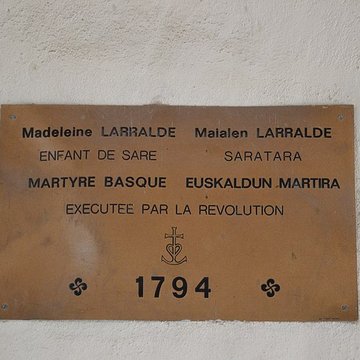 Madeleine LARRALDE Maialen LARRALDE
ENFANT DE SARE SARATARA
MARTYRE BASQUE EUSKALDUN MARTIRA
EXECUTEE PAR LA REVOLUTION
1794